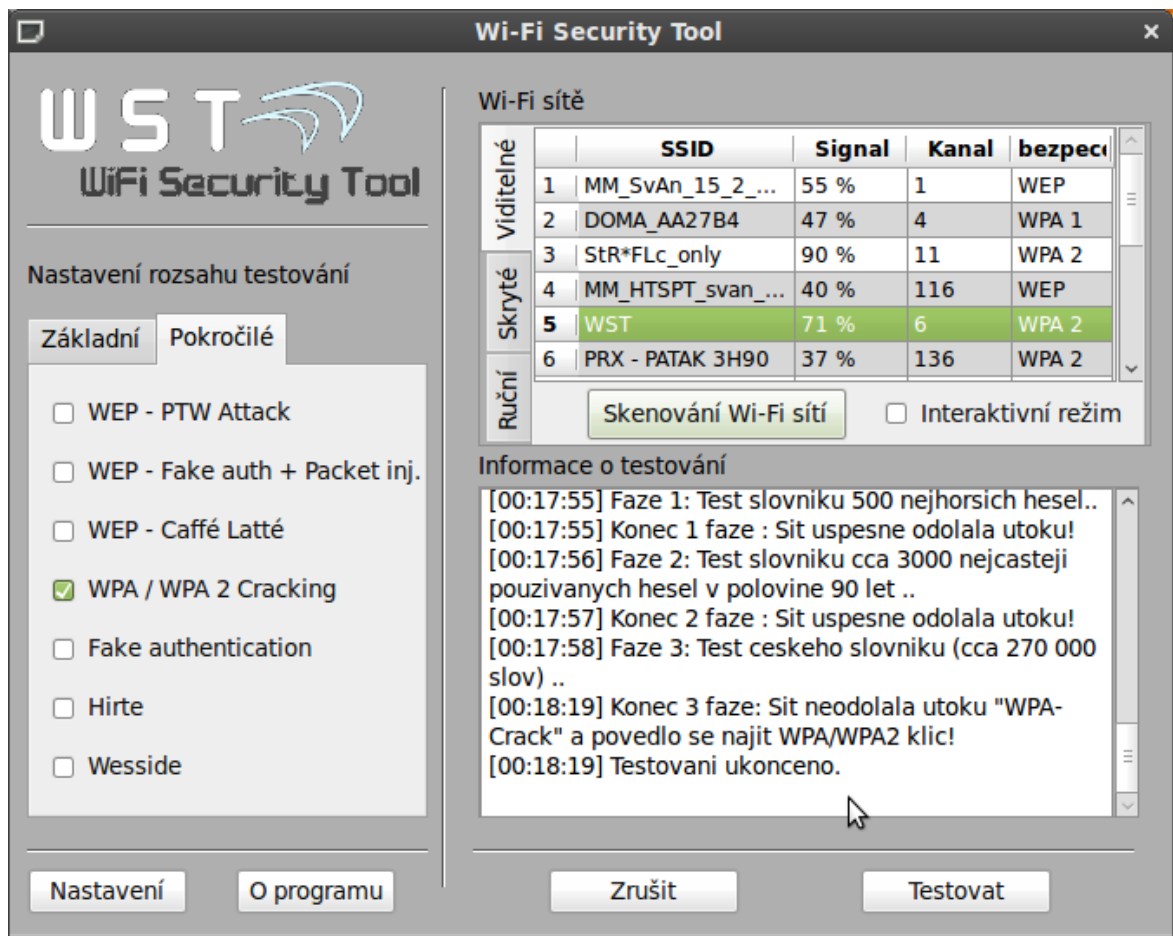 Wi-Fi Security Tool
WST
WiFi Security Tool
Nastavení rozsahu testování
Základní
Pokročilé
WEP - PTW Attack
WEP - Fake auth + Packet inj.
WEP - Caffé Latté
WPA / WPA 2 Cracking
Fake authentication
Hirte
Wesside
Nastavení
O programu
Wi-Fi sítě
Viditelné
Skryté
Ruční
SSID Signal Kanal bezpec
1 MM_SvAn_15_2_... 55 % 1 WEP
2 DOMA_AA27B4 47 % 4 WPA 1
3 StR*FLc_only 90 % 11 WPA 2
4 MM_HTSPT_svan_... 40 % 116 WEP
5 WST 71 % 6 WPA 2
6 PRX - PATAK 3H90 37 % 136 WPA 2
Skenování Wi-Fi sítí
Interaktivní režim
Informace o testování
[00:17:55] Faze 1: Test slovniku 500 nejhorsich hesel..
[00:17:55] Konec 1 faze : Sit uspesne odolala utoku!
[00:17:56] Faze 2: Test slovniku cca 3000 nejcasteji
pouzivanych hesel v polovine 90 let ..
[00:17:57] Konec 2 faze : Sit uspesne odolala utoku!
[00:17:58] Faze 3: Test ceskeho slovniku (cca 270 000
slov) ..
[00:18:19] Konec 3 faze: Sit neodolala utoku "WPA-
Crack" a povedlo se najit WPA/WPA2 klic!
[00:18:19] Testovani ukonceno.
Zrušit
Testovat